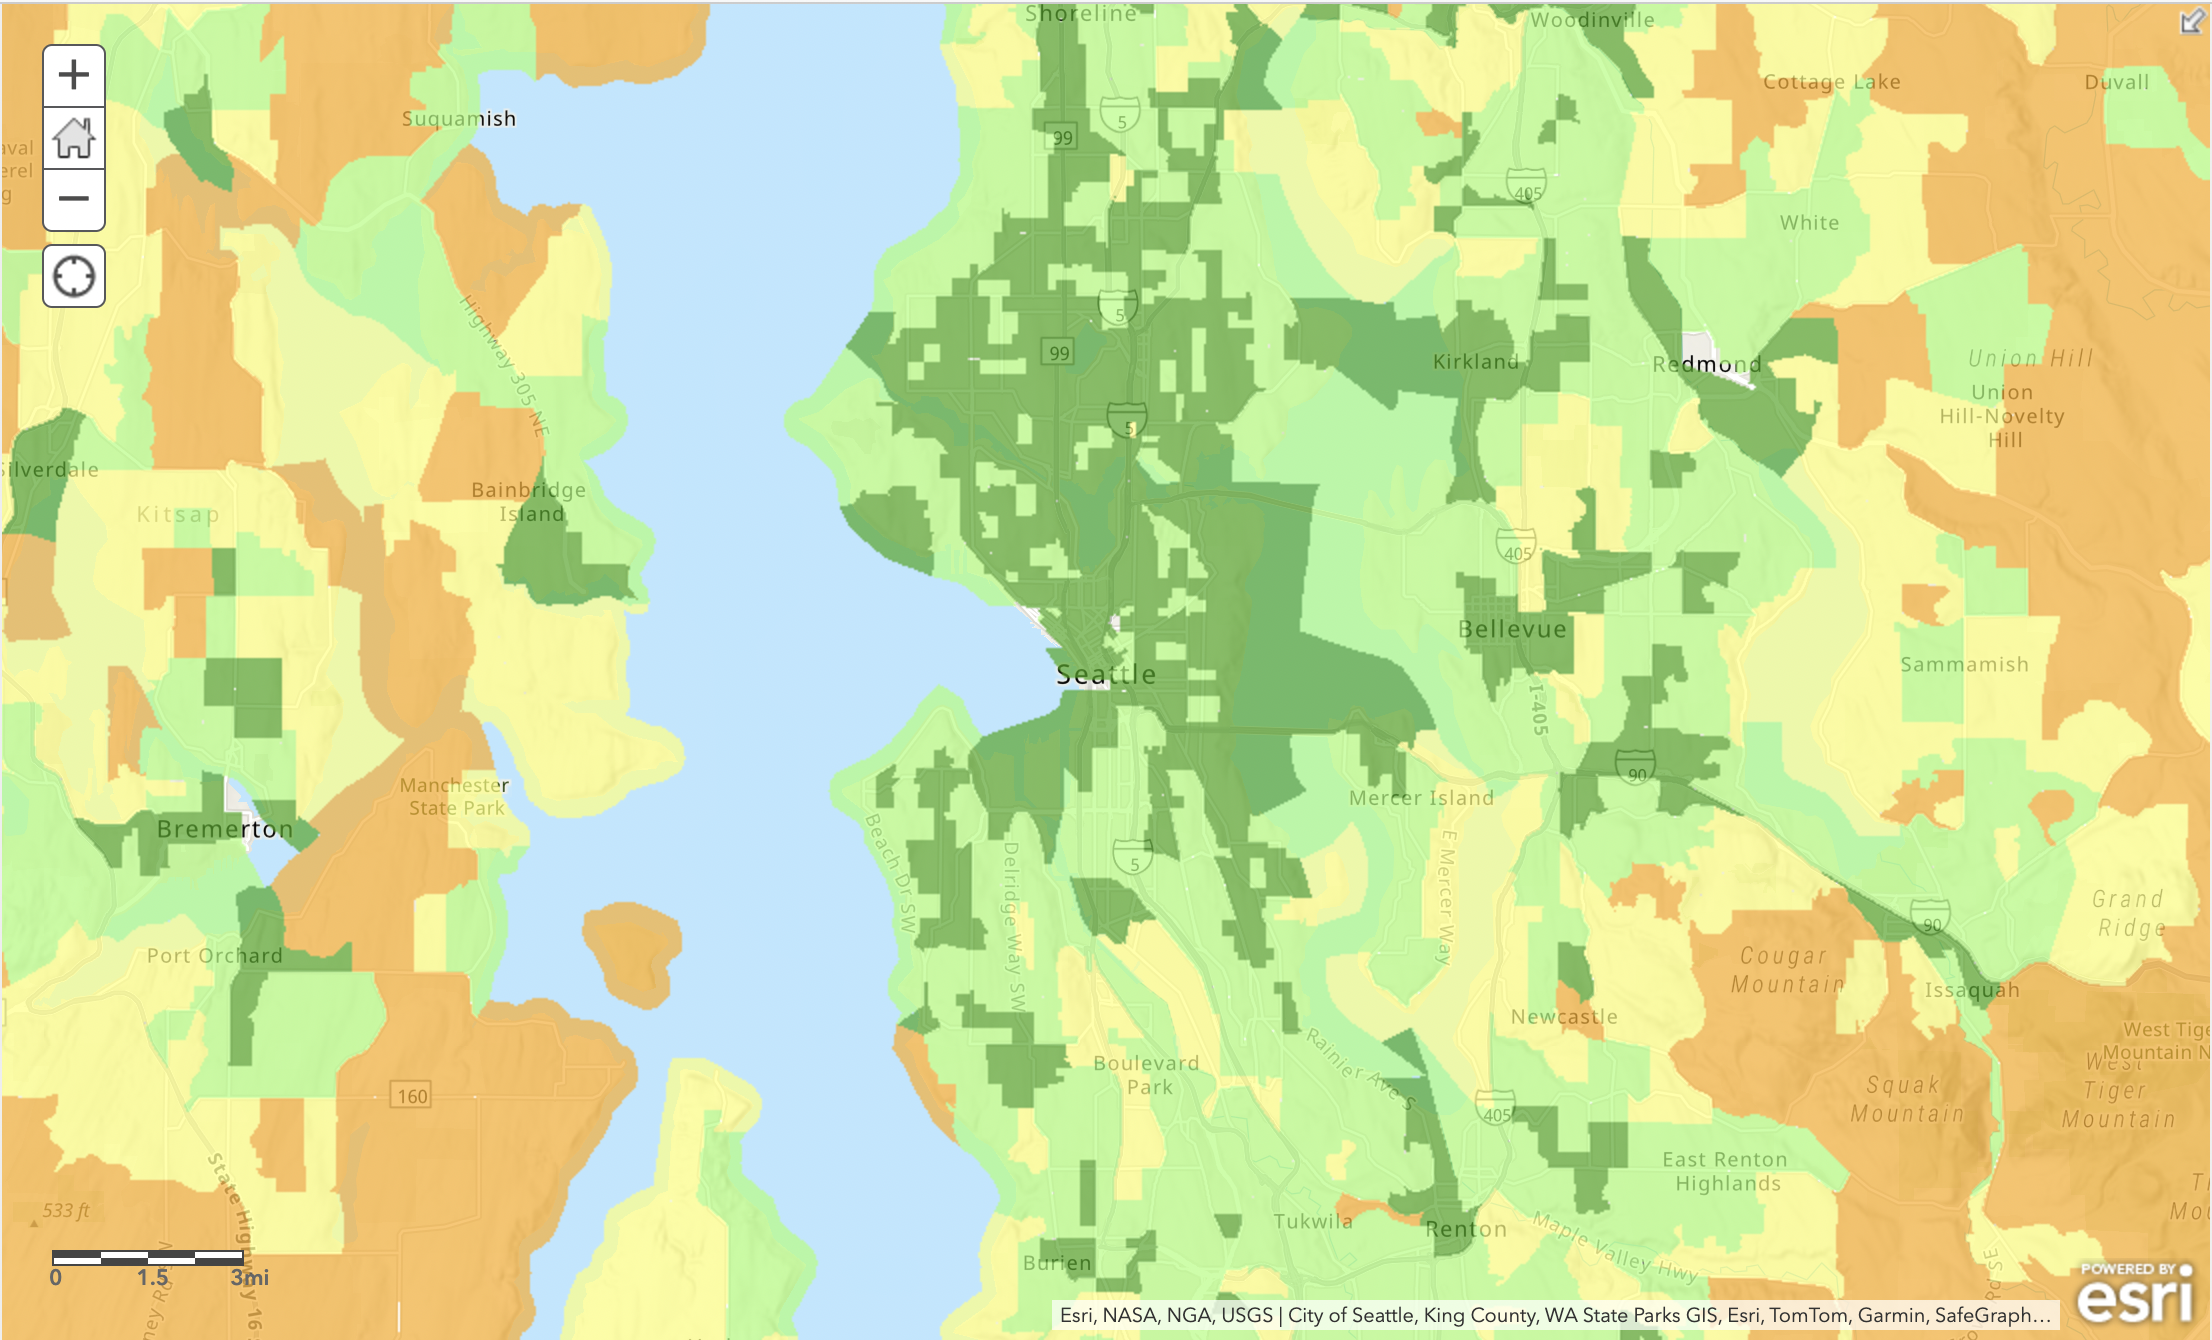 Shoreline
Woodinville
Cottage Lake
Duvall
Suquamish
5
99
405
White
Highway 305 NE
5
99
Kirkland
Redmond
Union Hill
Union
Hill-Novelty
Hill
5
Silverdale
Bainbridge
Island
Kitsap
405
Bellevue
Sammamish
Seattle
I-405
90
Manchester
State Park
Mercer Island
Bremerton
Beach Dr SW
Delridge Way SW
5
E Mercer Way
Grand
Ridge
90
Port Orchard
Cougar
Mountain
Issaquah
Newcastle
West Tige
Mountain N
West
Tiger
Mountain
Rainier Ave S
Boulevard
Park
Squak
Mountain
160
405
East Renton
Highlands
State Highway 16
533 ft
Tukwila
Renton
Maple Valley Hwy
Burien
0 1.5 3mi
POWERED BY
esri
Esri, NASA, NGA, USGS | City of Seattle, King County, WA State Parks GIS, Esri, TomTom, Garmin, SafeGraph...